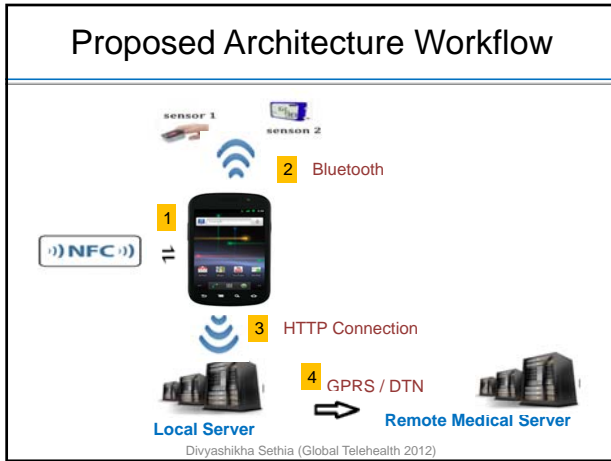 Proposed Architecture Workflow
sensor 1
senson 2
2 Bluetooth
1
))) NFC )))
3 HTTP Connection
4 GPRS / DTN
Local Server
Remote Medical Server
Divyashikha Sethia (Global Telehealth 2012)